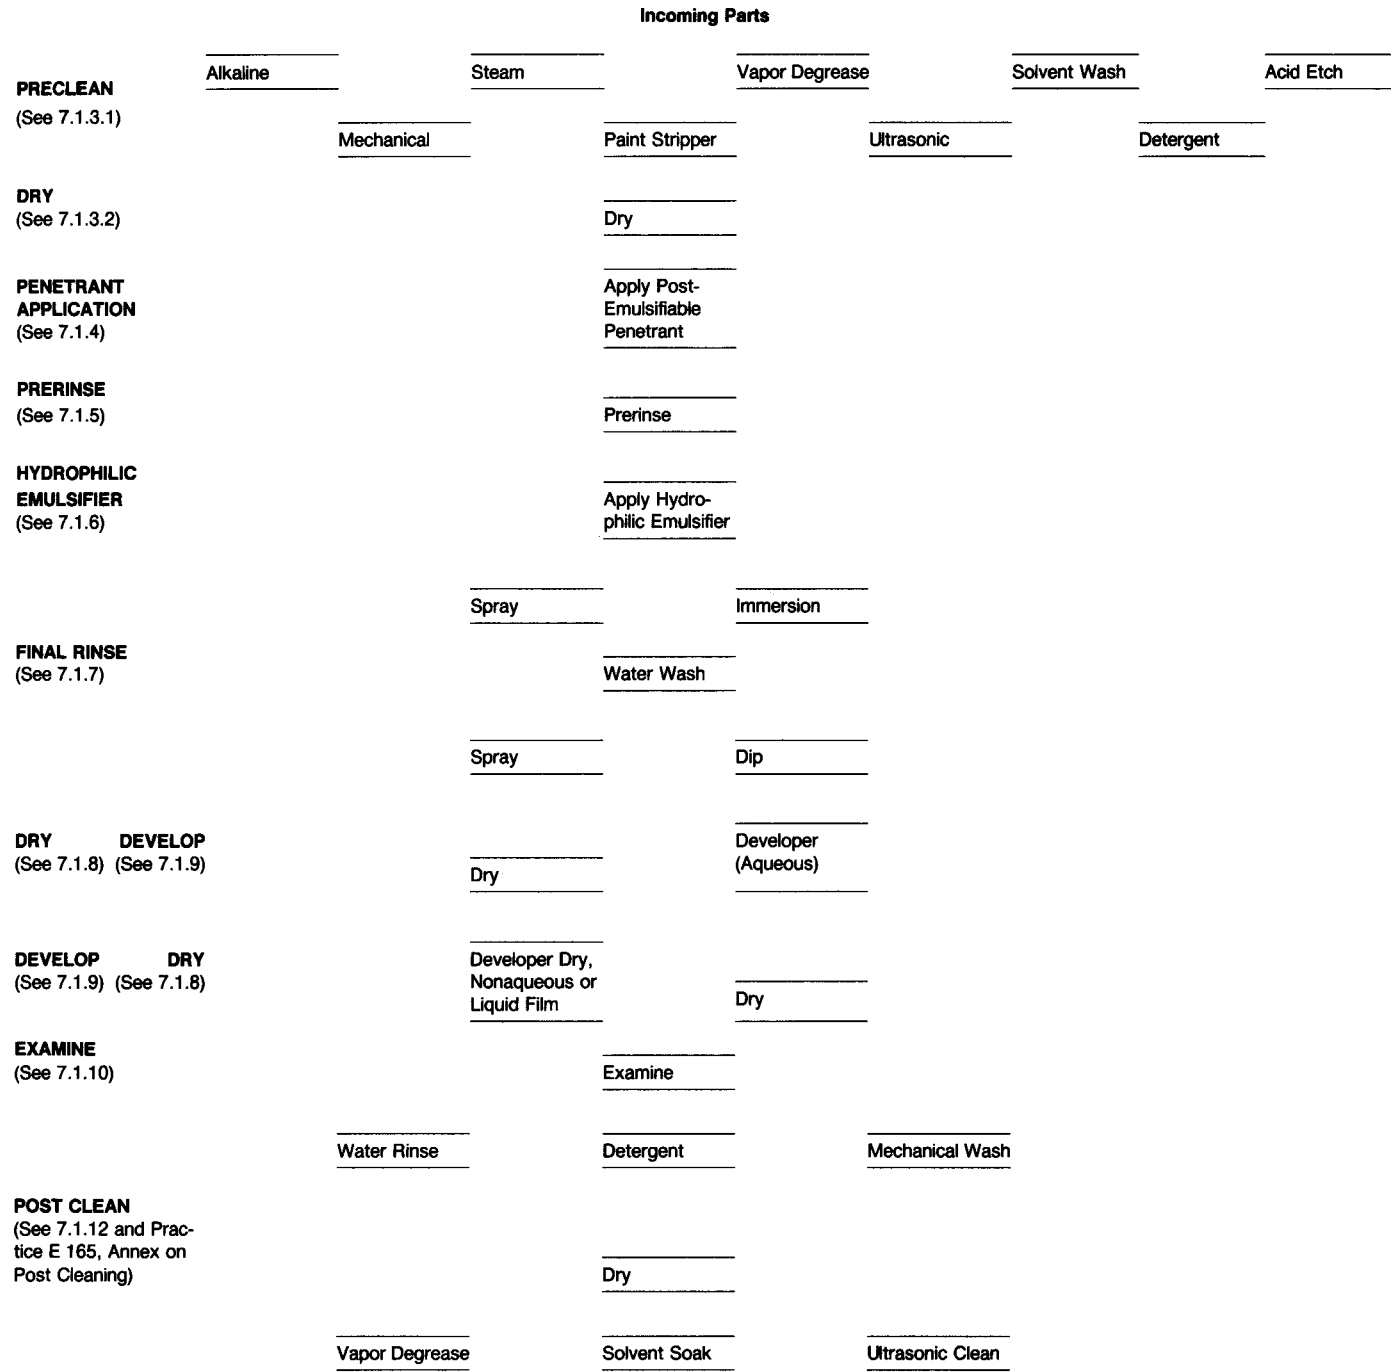 Incoming Parts
Alkaline
Steam
Vapor Degrease
Solvent Wash
Acid Etch
PRECLEAN
(See 7.1.3.1)
Mechanical
Paint Stripper
Ultrasonic
Detergent
DRY
(See 7.1.3.2)
Dry
PENETRANT
APPLICATION
(See 7.1.4)
Apply Post-
Emulsifiable
Penetrant
PRERINSE
(See 7.1.5)
Prerinse
HYDROPHILIC
EMULSIFIER
(See 7.1.6)
Apply Hydro-
philic Emulsifier
Spray
Immersion
FINAL RINSE
(See 7.1.7)
Water Wash
Spray
Dip
DRY DEVELOP
(See 7.1.8) (See 7.1.9)
Dry
Developer
(Aqueous)
DEVELOP DRY
(See 7.1.9) (See 7.1.8)
Developer Dry,
Nonaqueous or
Liquid Film
Dry
EXAMINE
(See 7.1.10)
Examine
Water Rinse
Detergent
Mechanical Wash
POST CLEAN
(See 7.1.12 and Prac-
tice E 165, Annex on
Post Cleaning)
Dry
Vapor Degrease
Solvent Soak
Ultrasonic Clean